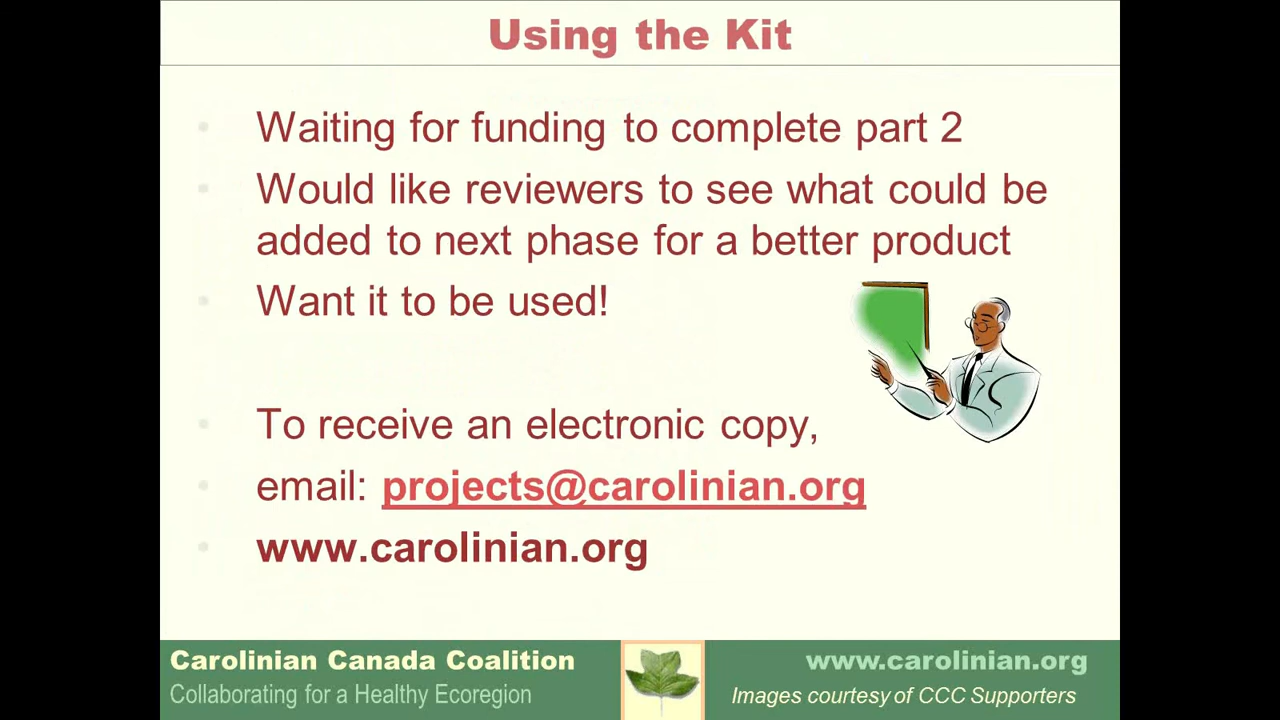 Using the Kit
Waiting for funding to complete part 2
Would like reviewers to see what could be
added to next phase for a better product
Want it to be used!
To receive an electronic copy,
email: projects@carolinian.org
www.carolinian.org
Carolinian Canada Coalition
Collaborating for a Healthy Ecoregion
www.carolinian.org
Images courtesy of CCC Supporters